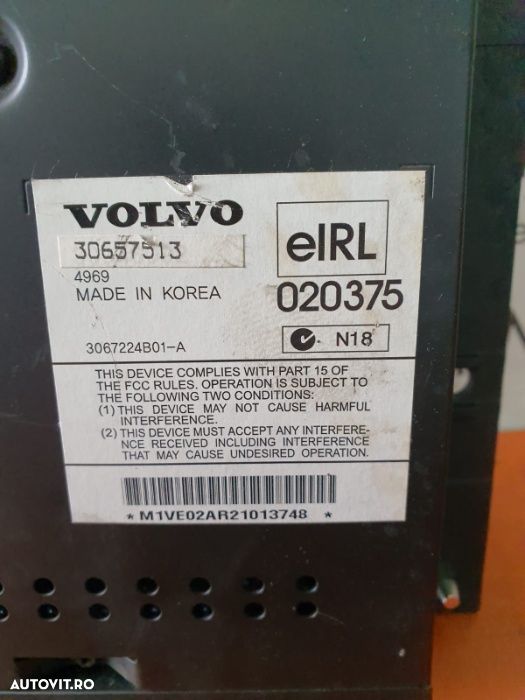 VOLVO
30657513
4969
MADE IN KOREA
3067224B01-A
eIRL
020375
N18
THIS DEVICE COMPLIES WITH PART 15 OF
THE FCC RULES. OPERATION IS SUBJECT TO
THE FOLLOWING TWO CONDITIONS:
(1) THIS DEVICE MAY NOT CAUSE HARMFUL
INTERFERENCE.
(2) THIS DEVICE MUST ACCEPT ANY INTERFERE-
NCE RECEIVED INCLUDING INTERFERENCE
THAT MAY CAUSE UNDESIRED OPERATION.
* M1VE02AR21013748 *
AUTOVIT.RO